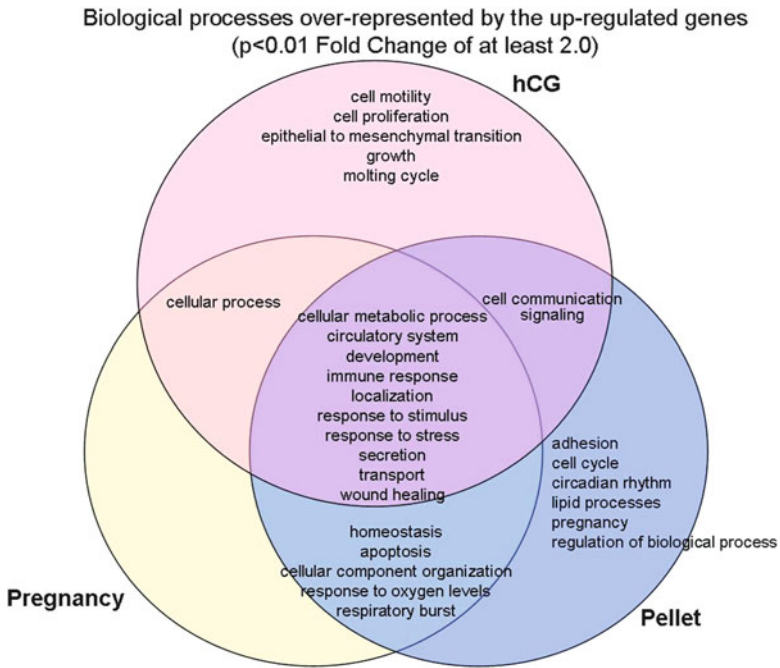 Biological processes over-represented by the up-regulated genes
(p<0.01 Fold Change of at least 2.0)
hCG
cell motility
cell proliferation
epithelial to mesenchymal transition
growth
molting cycle
cellular process
cell communication
signaling
cellular metabolic process
circulatory system
development
immune response
localization
response to stimulus
response to stress
secretion
transport
wound healing
adhesion
cell cycle
circadian rhythm
lipid processes
pregnancy
regulation of biological process
homeostasis
apoptosis
cellular component organization
response to oxygen levels
respiratory burst
Pregnancy
Pellet